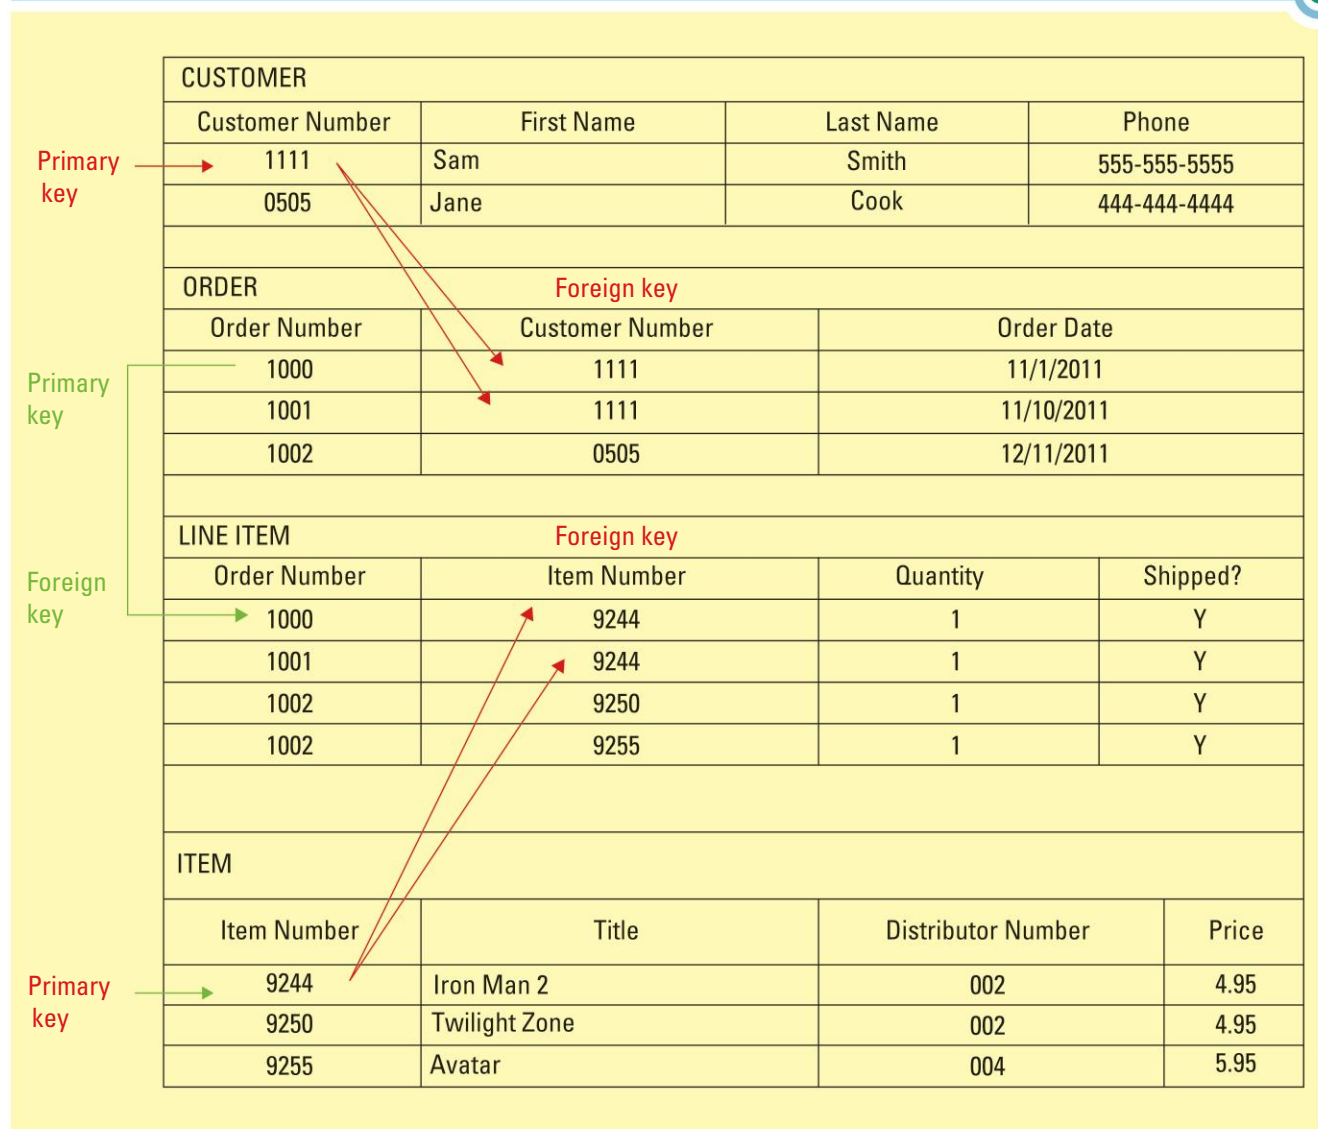 CUSTOMER
Customer Number First Name Last Name Phone
Primary key 1111 Sam Smith 555-555-5555
0505 Jane Cook 444-444-4444
ORDER Foreign key
Order Number Customer Number Order Date
Primary key 1000 1111 11/1/2011
1001 1111 11/10/2011
1002 0505 12/11/2011
LINE ITEM Foreign key
Order Number Item Number Quantity Shipped?
Foreign key 1000 9244 1 Y
1001 9244 1 Y
1002 9250 1 Y
1002 9255 1 Y
ITEM
Item Number Title Distributor Number Price
Primary key 9244 Iron Man 2 002 4.95
9250 Twilight Zone 002 4.95
9255 Avatar 004 5.95